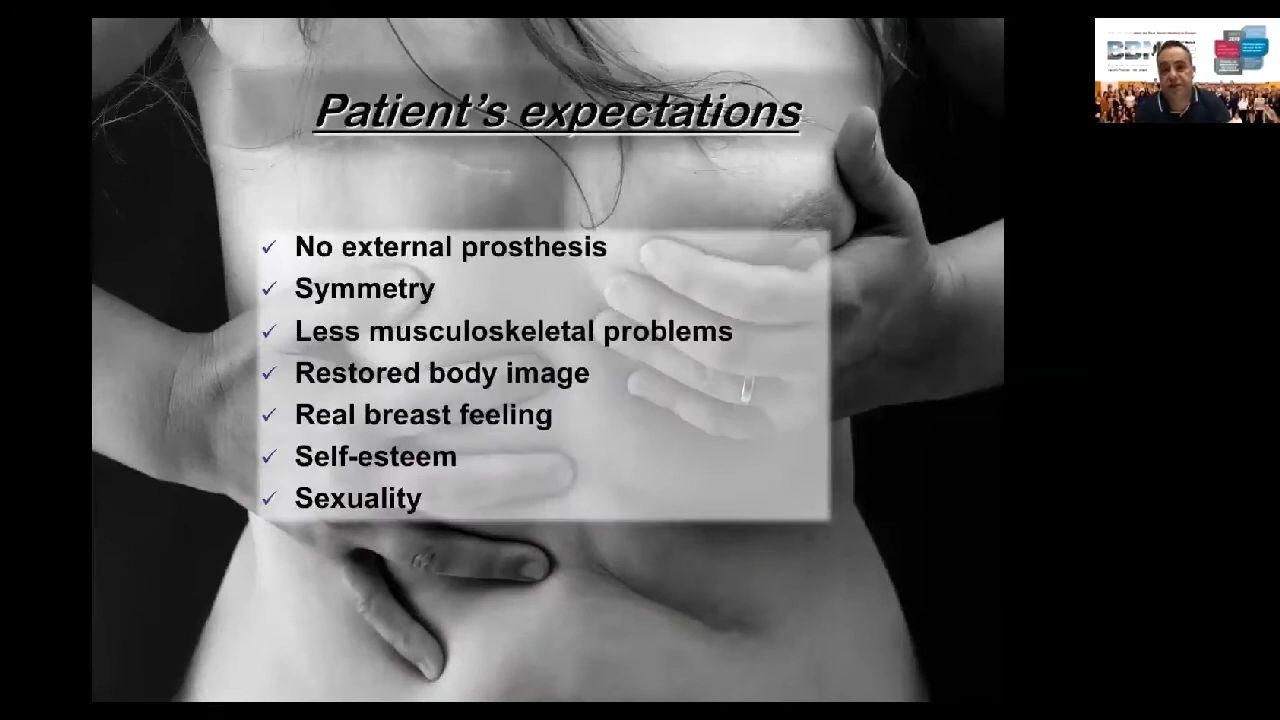 Patient's expectations
✓ No external prosthesis
✓ Symmetry
✓ Less musculoskeletal problems
✓ Restored body image
✓ Real breast feeling
✓ Self-esteem
✓ Sexuality